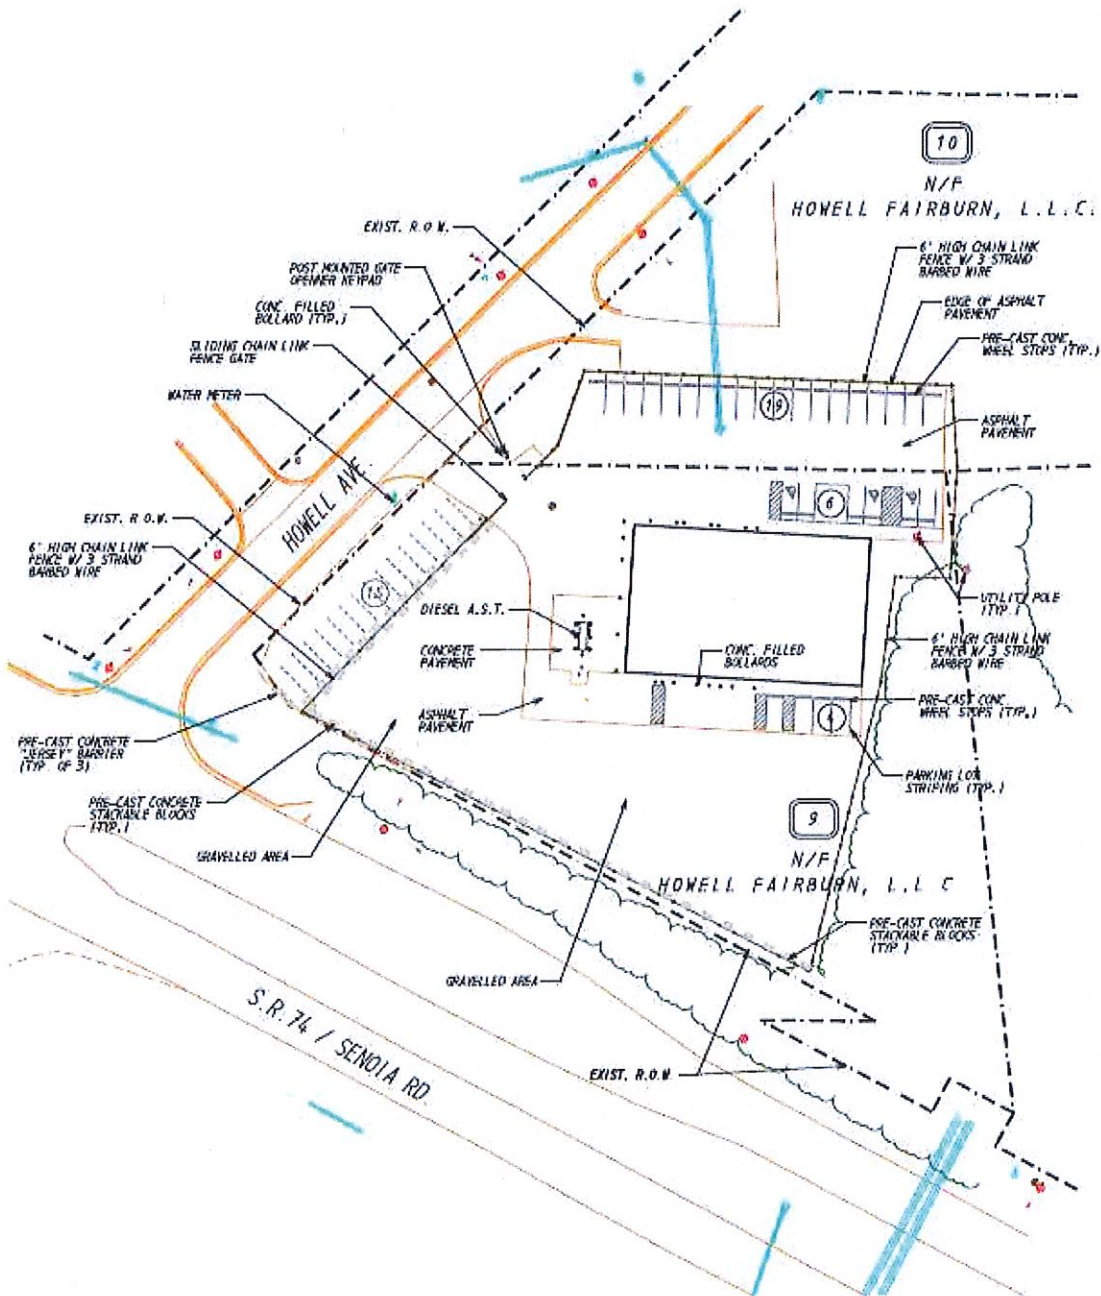 10
N/F
HOWELL FAIRBURN, L.L.C.
EXIST. R.O.W.
6' HIGH CHAIN LINK
FENCE W/ 3 STRAND
BARBED WIRE
POST MOUNTED GATE
OPENNER KEYPAD
EDGE OF ASPHALT
PAVEMENT
CONC. FILLED
BOLLARD (TYP.)
PRE-CAST CONC.
WHEEL STOPS (TYP.)
SLIDING CHAIN LINK
FENCE GATE
WATER METER
19
ASPHALT
PAVEMENT
HOWELL AVE.
6
EXIST. R.O.W.
6' HIGH CHAIN LINK
FENCE W/ 3 STRAND
BARBED WIRE
DIESEL A.S.T.
UTILITY POLE
(TYP.)
CONCRETE
PAVEMENT
CONC. FILLED
BOLLARDS
6' HIGH CHAIN LINK
FENCE W/ 3 STRAND
BARBED WIRE
ASPHALT
PAVEMENT
PRE-CAST CONC.
WHEEL STOPS (TYP.)
PRE-CAST CONCRETE
"JERSEY" BARRIER
(TYP. OF 3)
PARKING LOT
STRIPING (TYP.)
PRE-CAST CONCRETE
STACKABLE BLOCKS
(TYP.)
9
N/F
HOWELL FAIRBURN, L.L C
GRAVELLED AREA
PRE-CAST CONCRETE
STACKABLE BLOCKS
(TYP )
GRAVELLED AREA
S.R. 74 / SENOIA RD.
EXIST. R.O.W